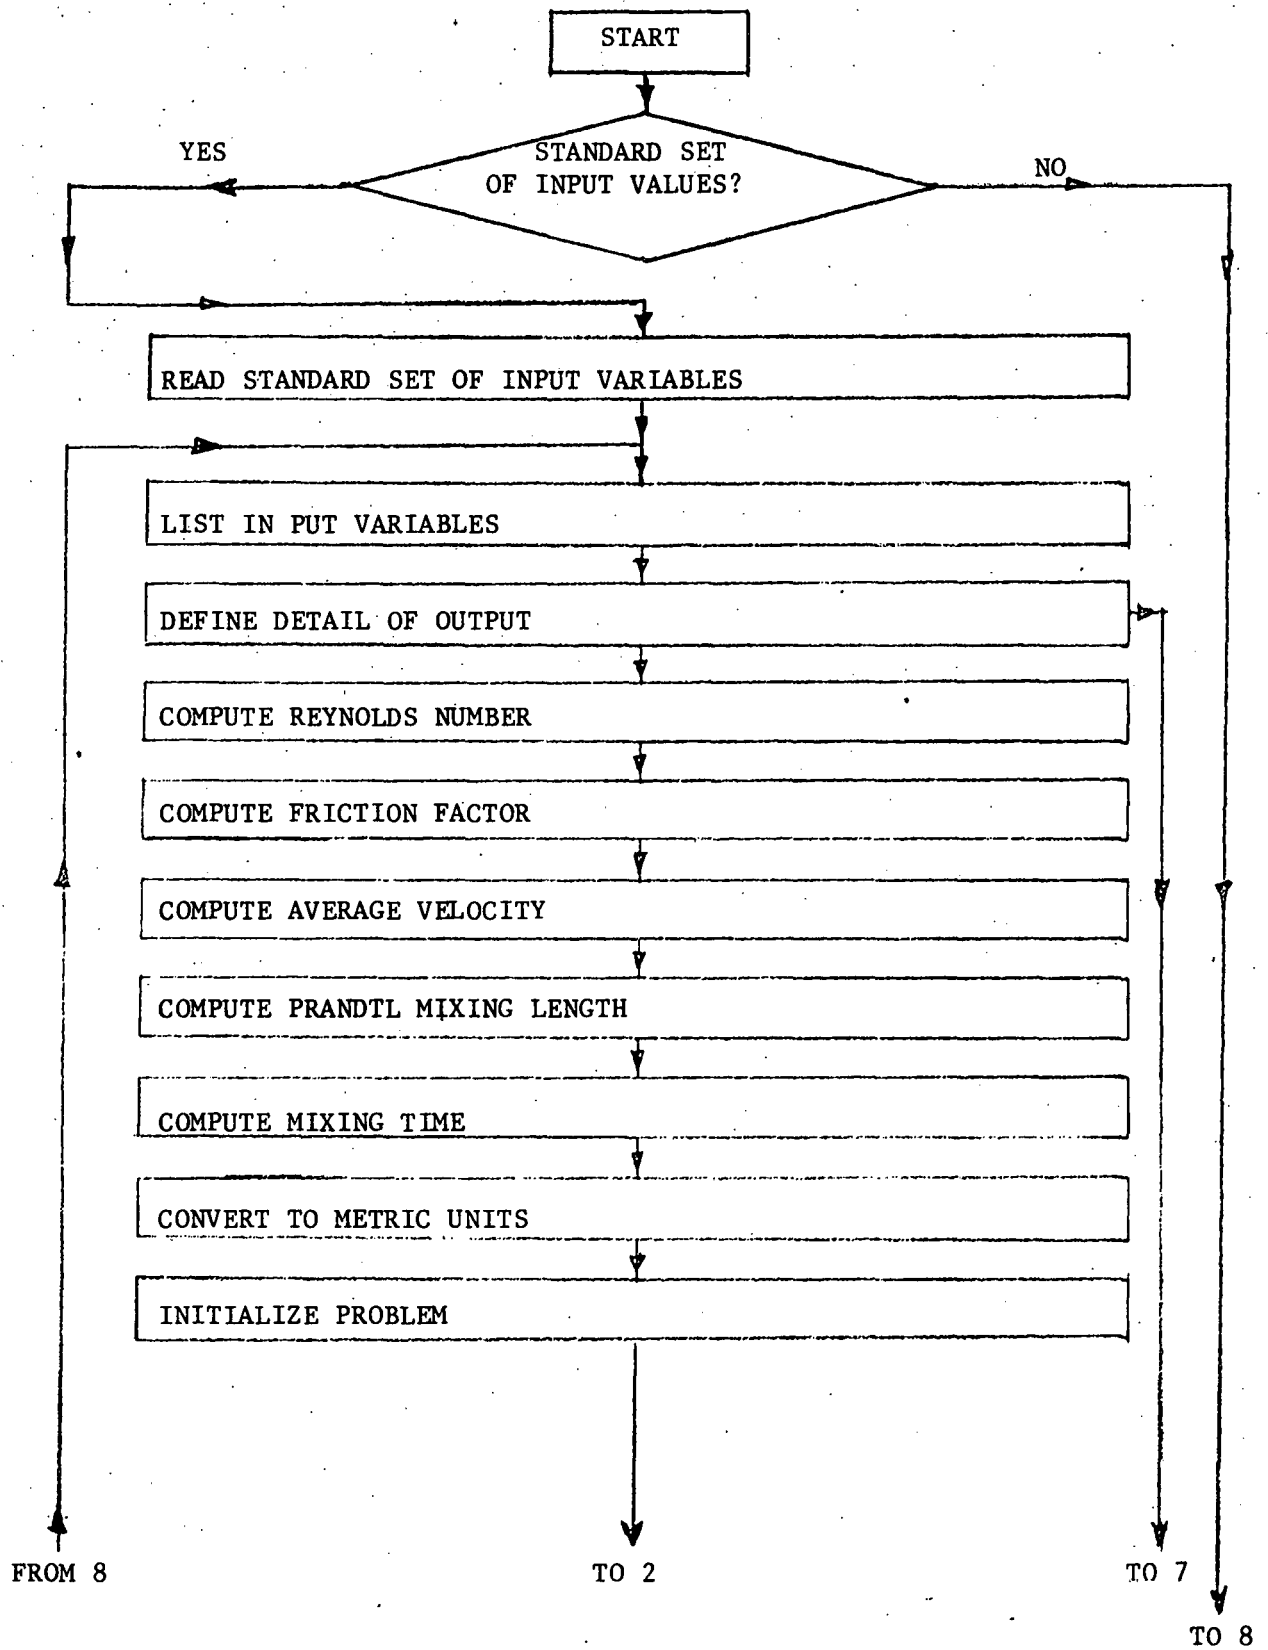 START
YES
STANDARD SET
OF INPUT VALUES?
NO
READ STANDARD SET OF INPUT VARIABLES
LIST IN PUT VARIABLES
DEFINE DETAIL OF OUTPUT
COMPUTE REYNOLDS NUMBER
COMPUTE FRICTION FACTOR
COMPUTE AVERAGE VELOCITY
COMPUTE PRANDTL MIXING LENGTH
COMPUTE MIXING TIME
CONVERT TO METRIC UNITS
INITIALIZE PROBLEM
FROM 8
TO 2
TO 7
TO 8